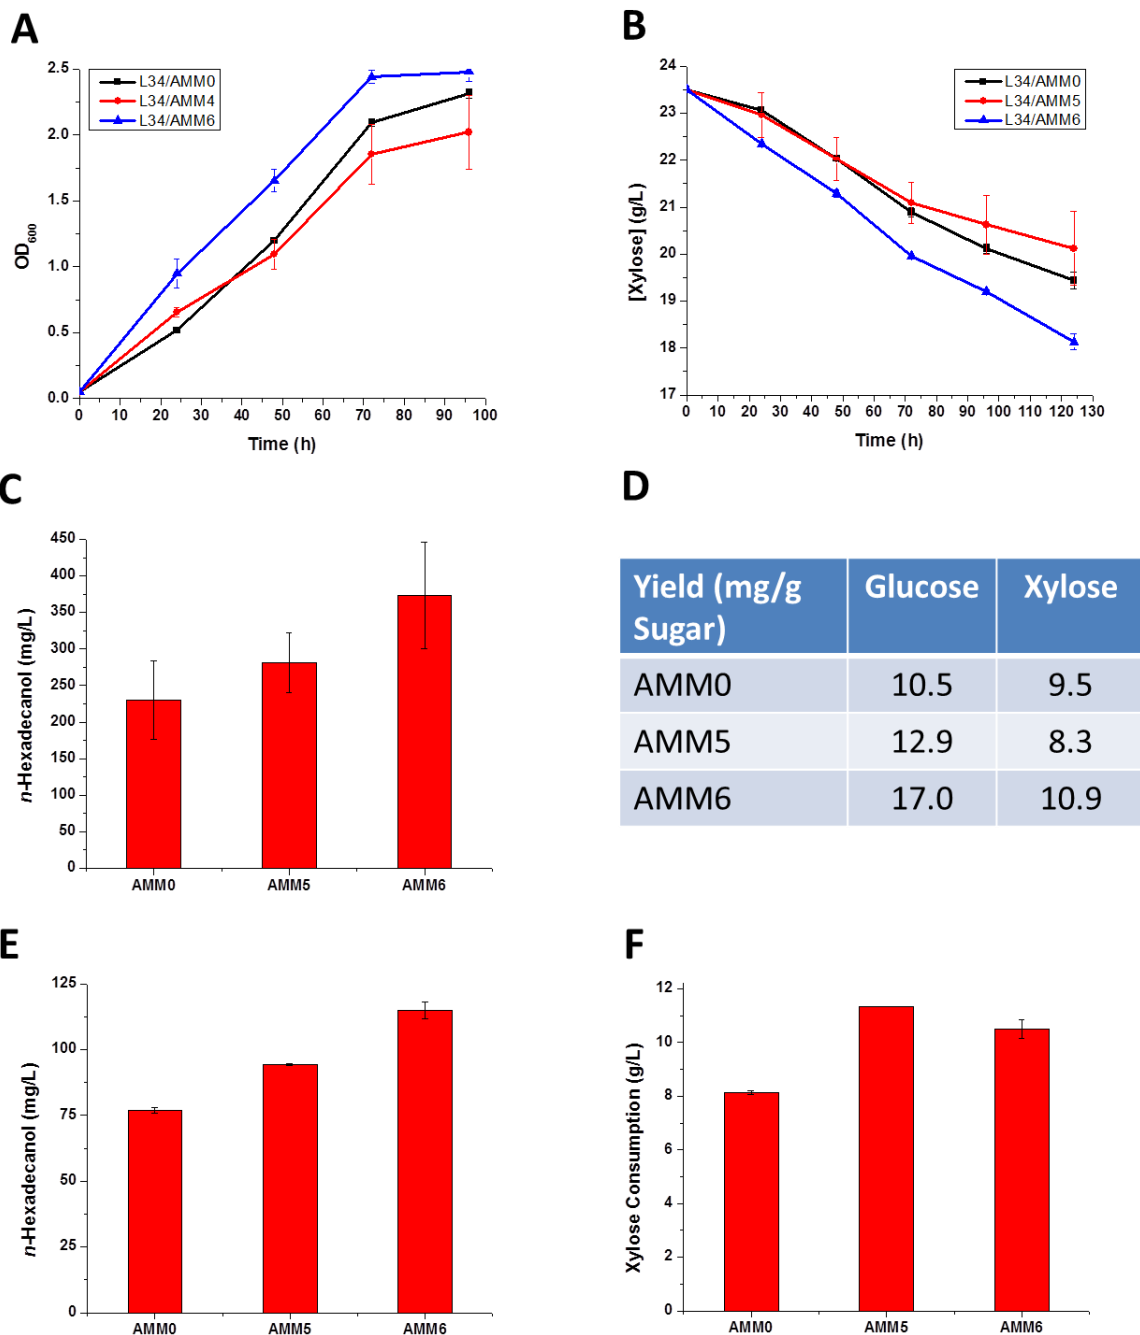 A
2.5
2.0
1.5
1.0
0.5
0.0
OD600
L34/AMM0
L34/AMM4
L34/AMM6
0 10 20 30 40 50 60 70 80 90 100
Time (h)
B
24
23
22
21
20
19
18
17
[Xylose] (g/L)
L34/AMM0
L34/AMM5
L34/AMM6
0 10 20 30 40 50 60 70 80 90 100 110 120 130
Time (h)
C
450
400
350
300
250
200
150
100
50
0
n-Hexadecanol (mg/L)
AMM0 AMM5 AMM6
D
Yield (mg/g Glucose Xylose
Sugar)
AMM0 10.5 9.5
AMM5 12.9 8.3
AMM6 17.0 10.9
E
125
100
75
50
25
0
n-Hexadecanol (mg/L)
AMM0 AMM5 AMM6
F
12
10
8
6
4
2
0
Xylose Consumption (g/L)
AMM0 AMM5 AMM6